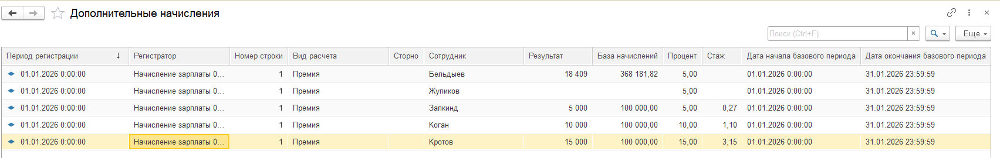 Дополнительные начисления
Поиск (Ctrl+F) × Еще
Период регистрации ↓ Регистратор Номер строки Вид расчета Сторно Сотрудник Результат База начислений Процент Стаж Дата начала базового периода Дата окончания базового периода
01.01.2026 0:00:00 Начисление зарплаты 0... 1 Премия Бельдыев 18 409 368 181,82 5,00 01.01.2026 0:00:00 31.01.2026 23:59:59
01.01.2026 0:00:00 Начисление зарплаты 0... 1 Премия Жупиков 5,00 01.01.2026 0:00:00 31.01.2026 23:59:59
01.01.2026 0:00:00 Начисление зарплаты 0... 1 Премия Залкинд 5 000 100 000,00 5,00 0,27 01.01.2026 0:00:00 31.01.2026 23:59:59
01.01.2026 0:00:00 Начисление зарплаты 0... 1 Премия Коган 10 000 100 000,00 10,00 1,10 01.01.2026 0:00:00 31.01.2026 23:59:59
01.01.2026 0:00:00 Начисление зарплаты 0... 1 Премия Кротов 15 000 100 000,00 15,00 3,15 01.01.2026 0:00:00 31.01.2026 23:59:59